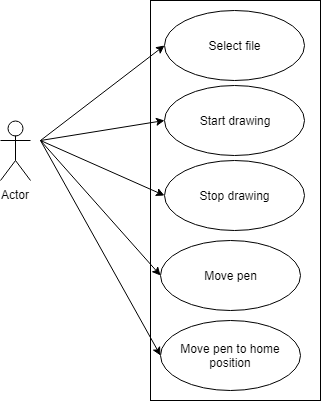 Select file
Start drawing
Actor
Stop drawing
Move pen
Move pen to home
position